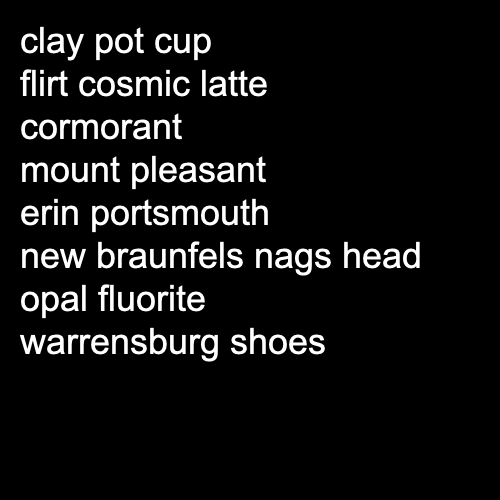 clay pot cup
flirt cosmic latte
cormorant
mount pleasant
erin portsmouth
new braunfels nags head
opal fluorite
warrensburg shoes